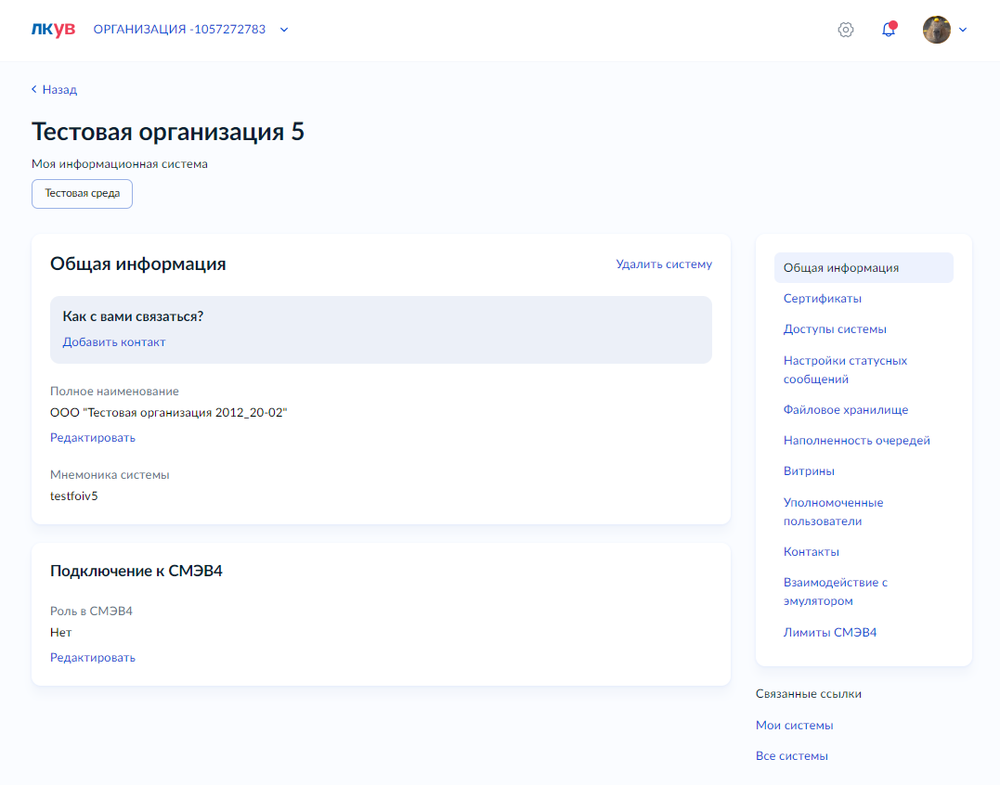 ЛКУВ ОРГАНИЗАЦИЯ -1057272783
Назад
Тестовая организация 5
Моя информационная система
Тестовая среда
Общая информация
Удалить систему
Как с вами связаться?
Добавить контакт
Полное наименование
ООО "Тестовая организация 2012_20-02"
Редактировать
Мнемоника системы
testfoiv5
Подключение к СМЭВ4
Роль в СМЭВ4
Нет
Редактировать
Общая информация
Сертификаты
Доступы системы
Настройки статусных
сообщений
Файловое хранилище
Наполненность очередей
Витрины
Уполномоченные
пользователи
Контакты
Взаимодействие с
эмулятором
Лимиты СМЭВ4
Связанные ссылки
Мои системы
Все системы